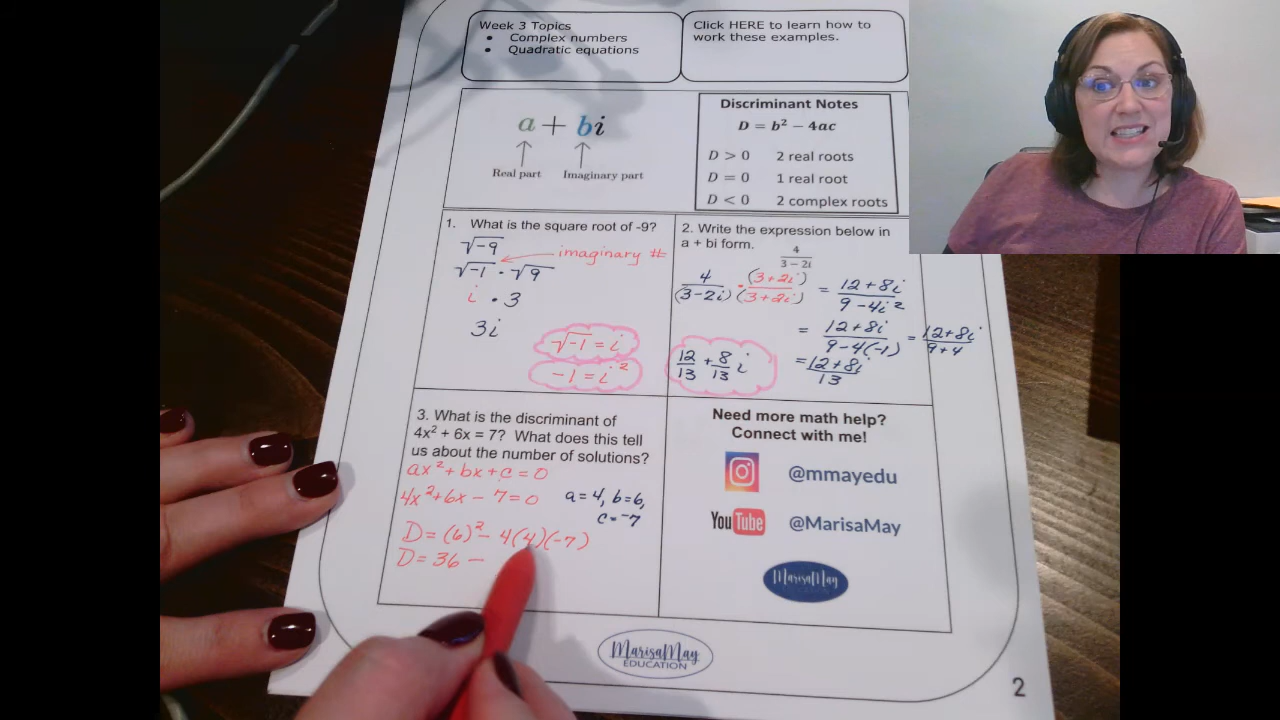 Week 3 Topics
• Complex numbers
• Quadratic equations
Click HERE to learn how to
work these examples.
a + bi
Real part Imaginary part
Discriminant Notes
D = b² − 4ac
D > 0 2 real roots
D = 0 1 real root
D < 0 2 complex roots
1. What is the square root of -9?
√-9
imaginary #
√-1 · √9
i · 3
3i
√-1 = i
-1 = i²
2. Write the expression below in
a + bi form.
4/(3 − 2i)
4/(3-2i) · (3+2i)/(3+2i) = (12+8i)/(9-4i²)
= (12+8i)/(9-4(-1)) = (12+8i)/(9+4)
= (12+8i)/13
12/13 + 8/13 i
3. What is the discriminant of
4x² + 6x = 7? What does this tell
us about the number of solutions?
ax² + bx + c = 0
4x² + 6x - 7 = 0 a = 4, b = 6,
c = -7
D = (6)² - 4(4)(-7)
D = 36 -
Need more math help?
Connect with me!
@mmayedu
YouTube @MarisaMay
MarisaMay
MarisaMay
EDUCATION
2